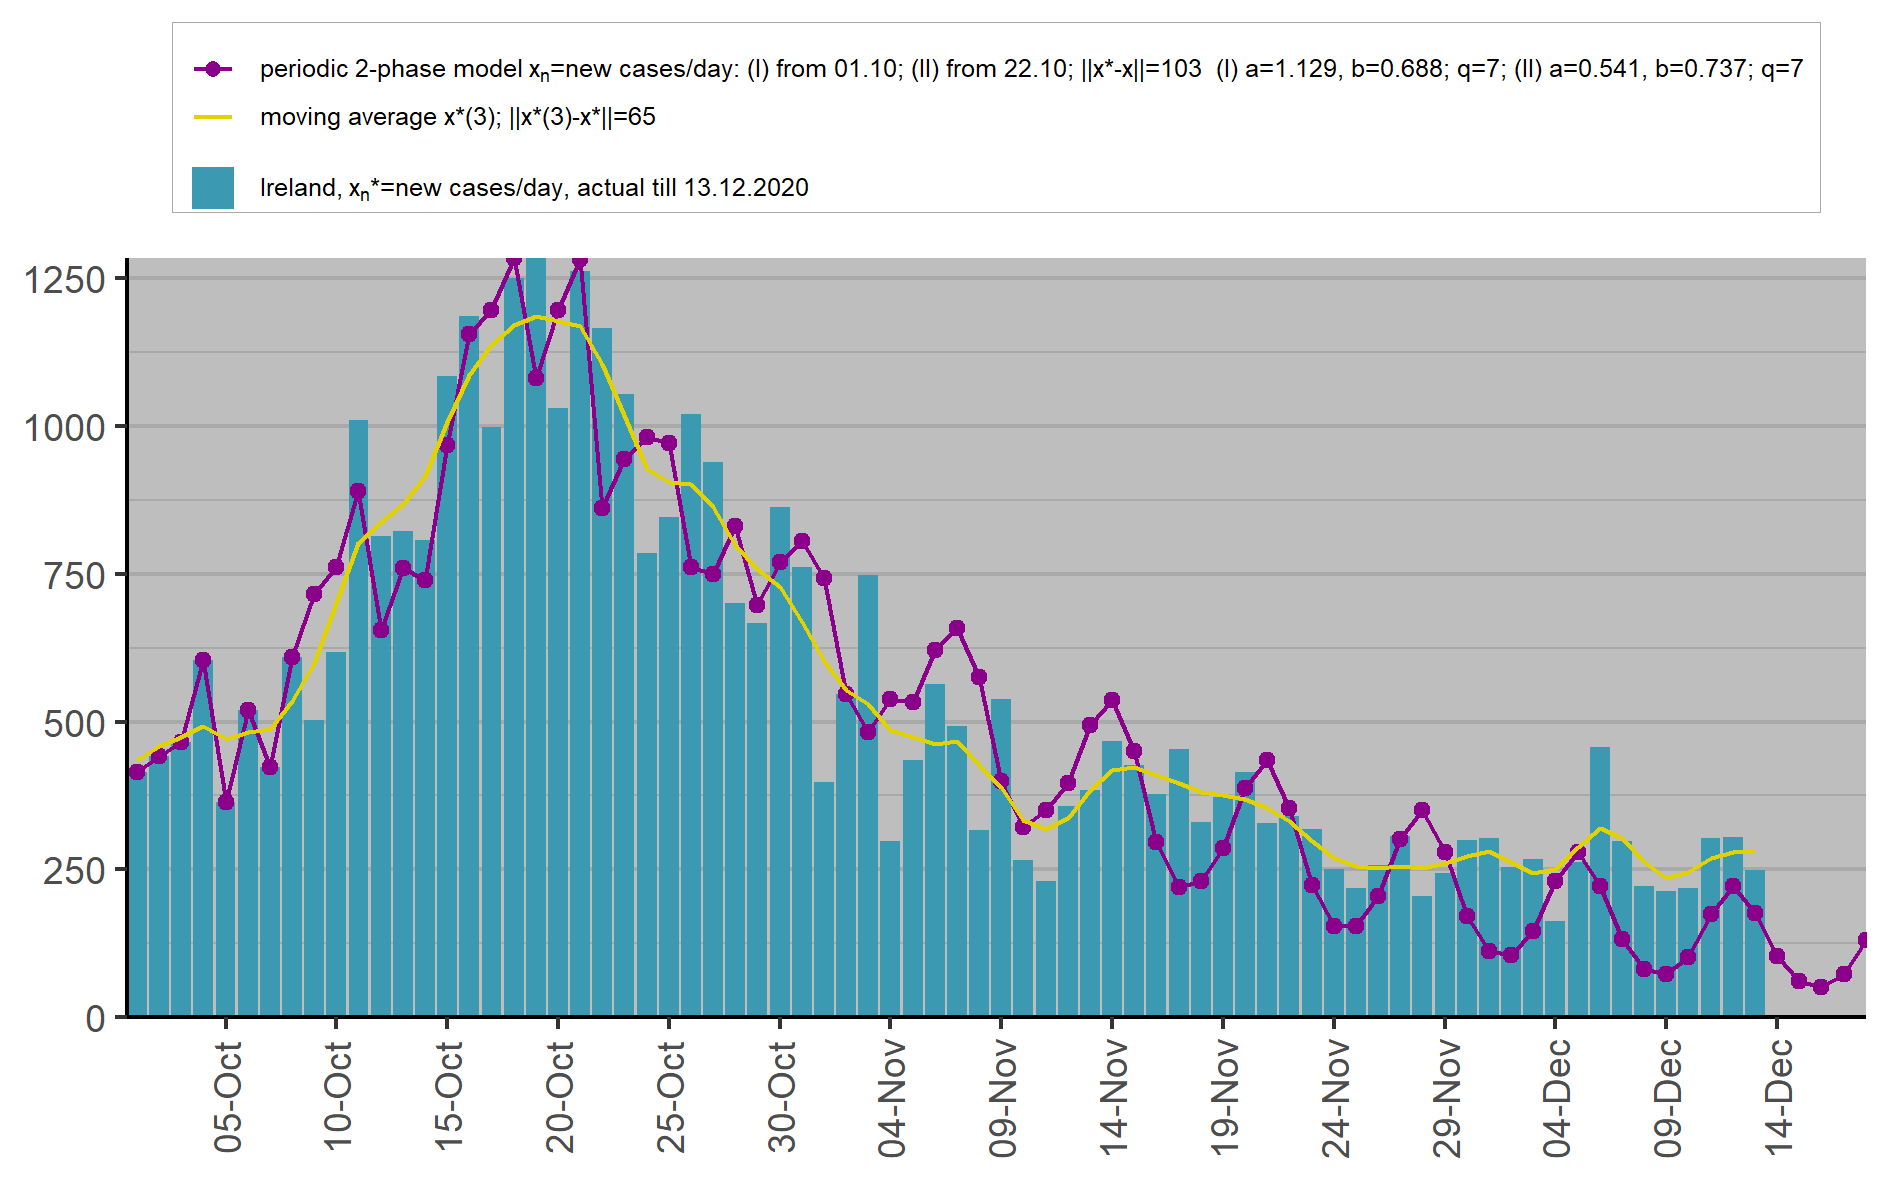 periodic 2-phase model xₙ=new cases/day: (I) from 01.10; (II) from 22.10; ||x*-x||=103  (I) a=1.129, b=0.688; q=7; (II) a=0.541, b=0.737; q=7
moving average x*(3); ||x*(3)-x*||=65
Ireland, xₙ*=new cases/day, actual till 13.12.2020
1250
1000
750
500
250
0
05-Oct
10-Oct
15-Oct
20-Oct
25-Oct
30-Oct
04-Nov
09-Nov
14-Nov
19-Nov
24-Nov
29-Nov
04-Dec
09-Dec
14-Dec